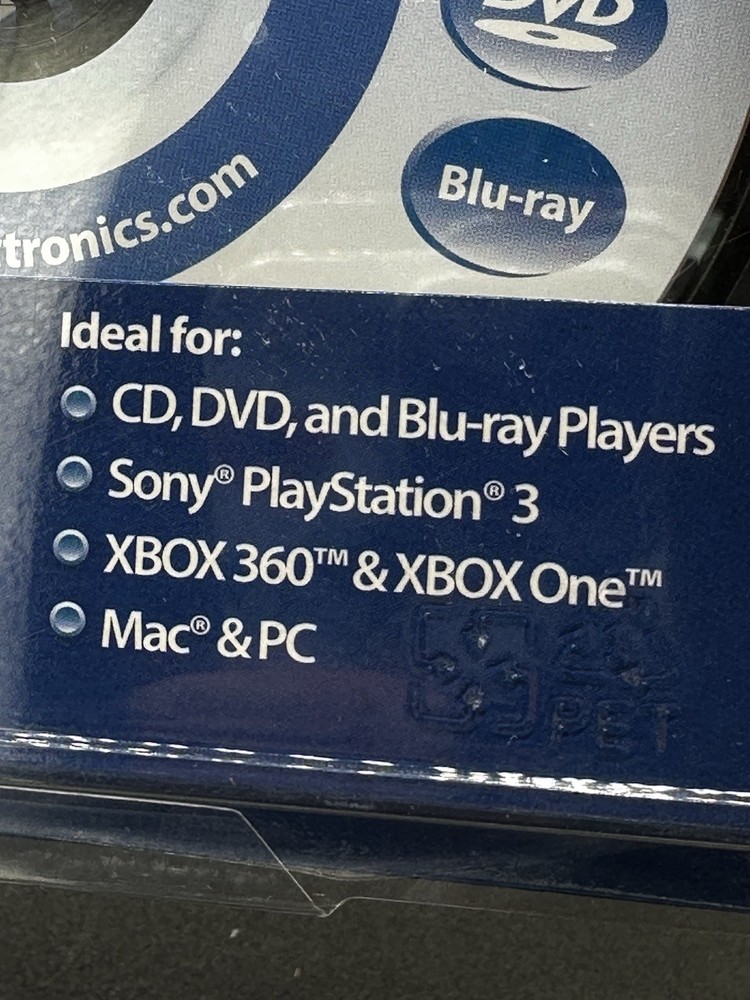 DVD
Blu-ray
tronics.com
Ideal for:
CD, DVD, and Blu-ray Players
Sony® PlayStation® 3
XBOX 360™ & XBOX One™
Mac® & PC
PET